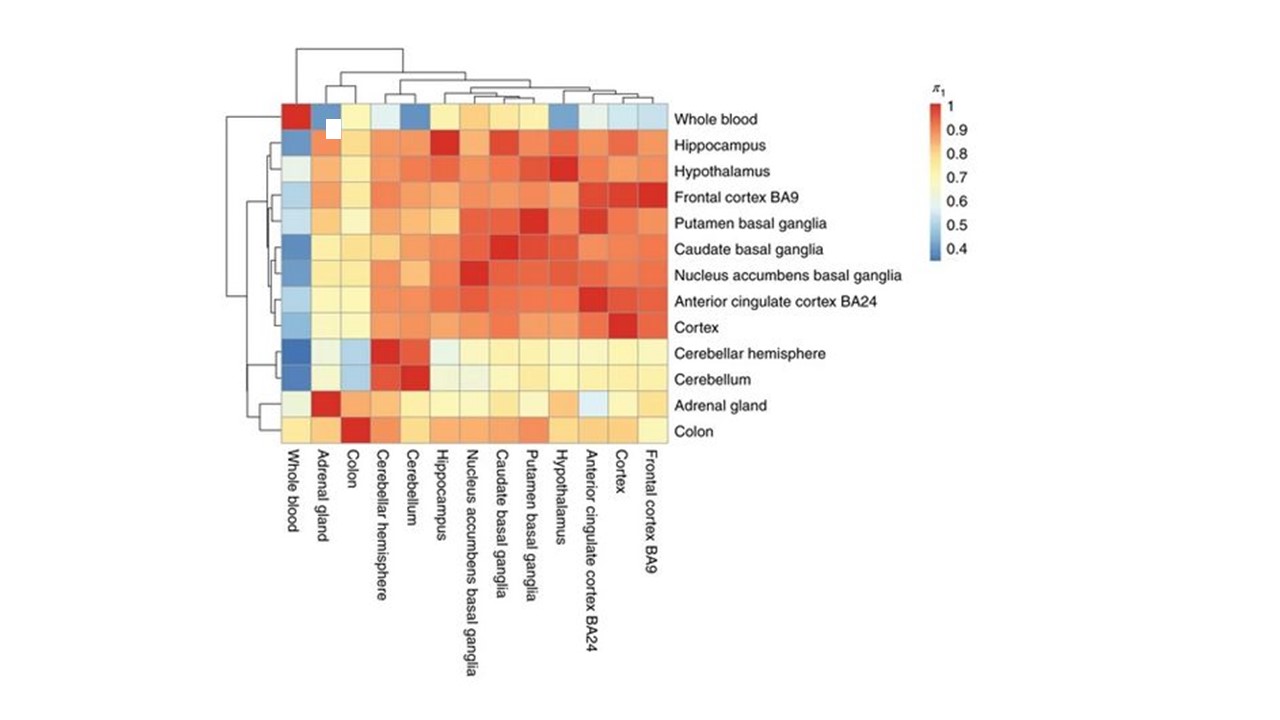 π1
1
0.9
0.8
0.7
0.6
0.5
0.4
Whole blood
Hippocampus
Hypothalamus
Frontal cortex BA9
Putamen basal ganglia
Caudate basal ganglia
Nucleus accumbens basal ganglia
Anterior cingulate cortex BA24
Cortex
Cerebellar hemisphere
Cerebellum
Adrenal gland
Colon
Whole blood
Adrenal gland
Colon
Cerebellar hemisphere
Cerebellum
Hippocampus
Nucleus accumbens basal ganglia
Caudate basal ganglia
Putamen basal ganglia
Hypothalamus
Anterior cingulate cortex BA24
Cortex
Frontal cortex BA9